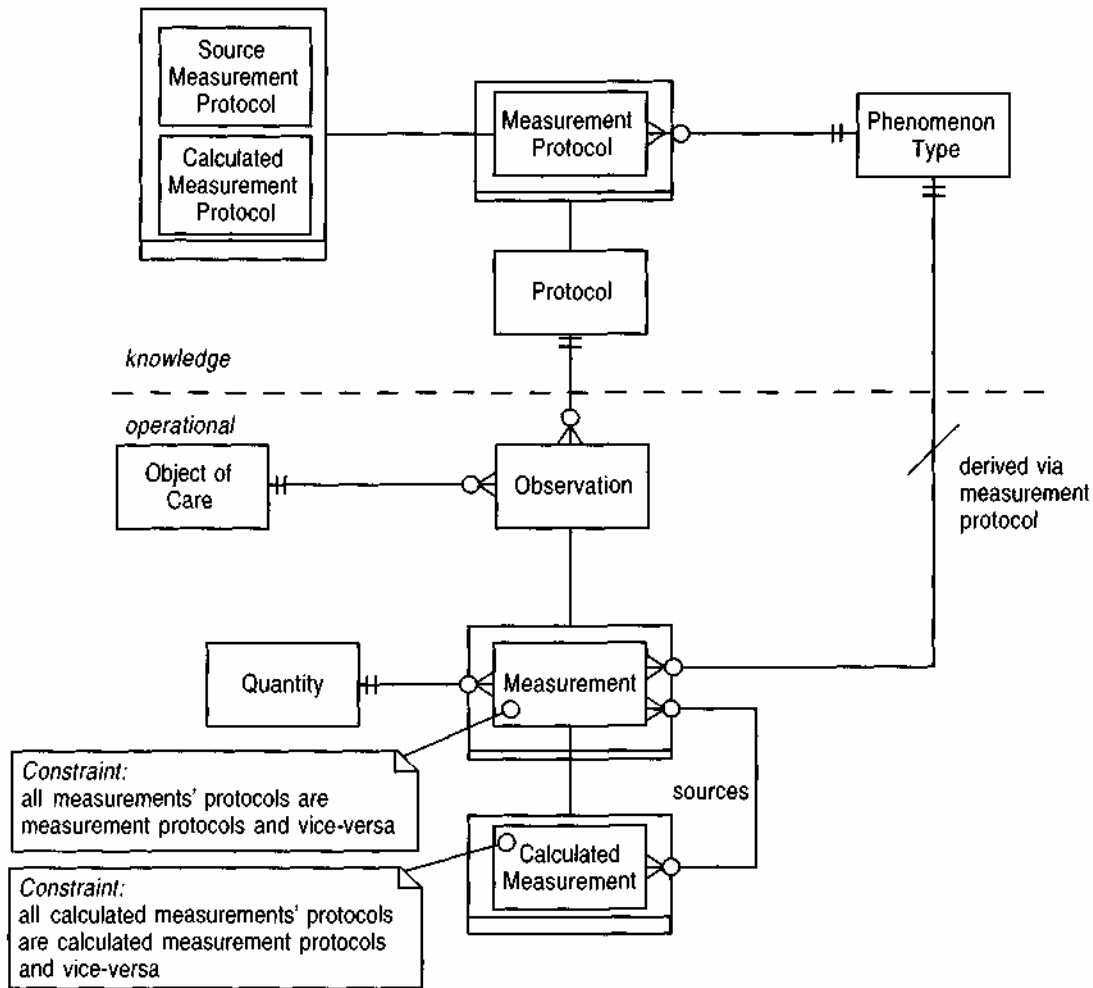 Source
Measurement
Protocol
Calculated
Measurement
Protocol
Measurement
Protocol
Phenomenon
Type
Protocol
knowledge
operational
Object of
Care
Observation
derived via
measurement
protocol
Quantity
Measurement
Constraint:
all measurements' protocols are
measurement protocols and vice-versa
sources
Calculated
Measurement
Constraint:
all calculated measurements' protocols
are calculated measurement protocols
and vice-versa